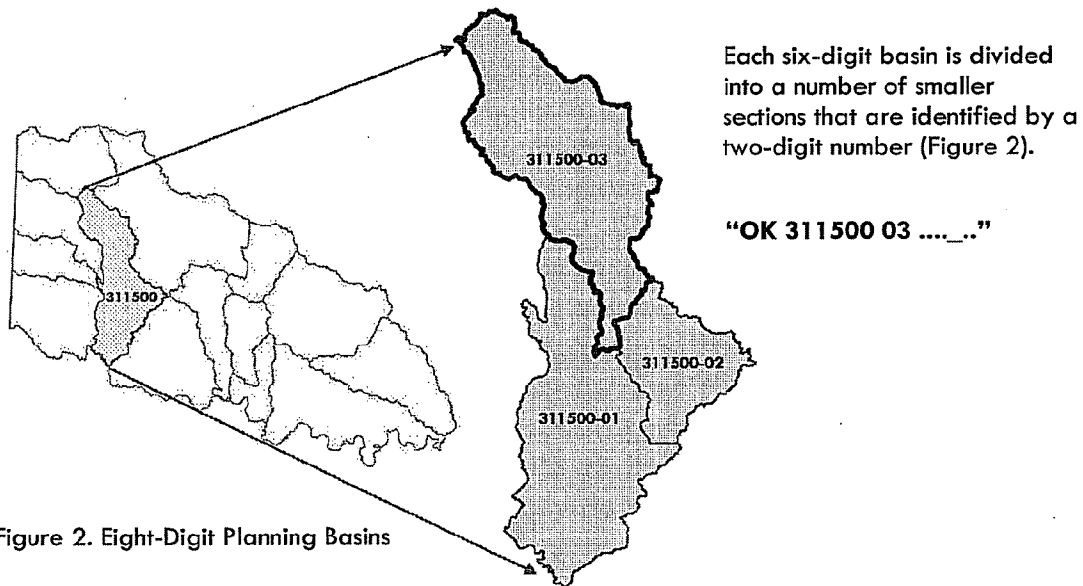 Each six-digit basin is divided
into a number of smaller
sections that are identified by a
two-digit number (Figure 2).
"OK 311500 03 ...._.."
311500-03
311500
311500-02
311500-01
Figure 2. Eight-Digit Planning Basins